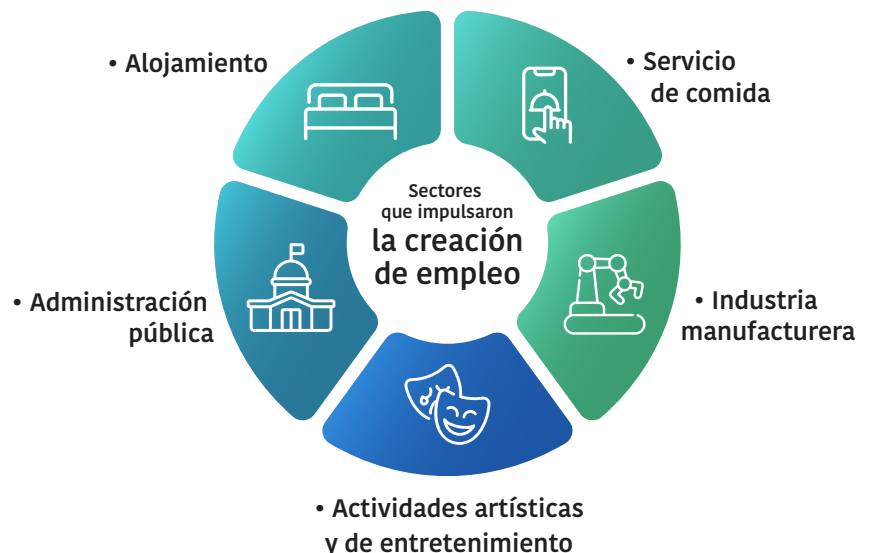 • Alojamiento
• Servicio
de comida
Sectores
que impulsaron
la creación
de empleo
• Administración
pública
• Industria
manufacturera
• Actividades artísticas
y de entretenimiento